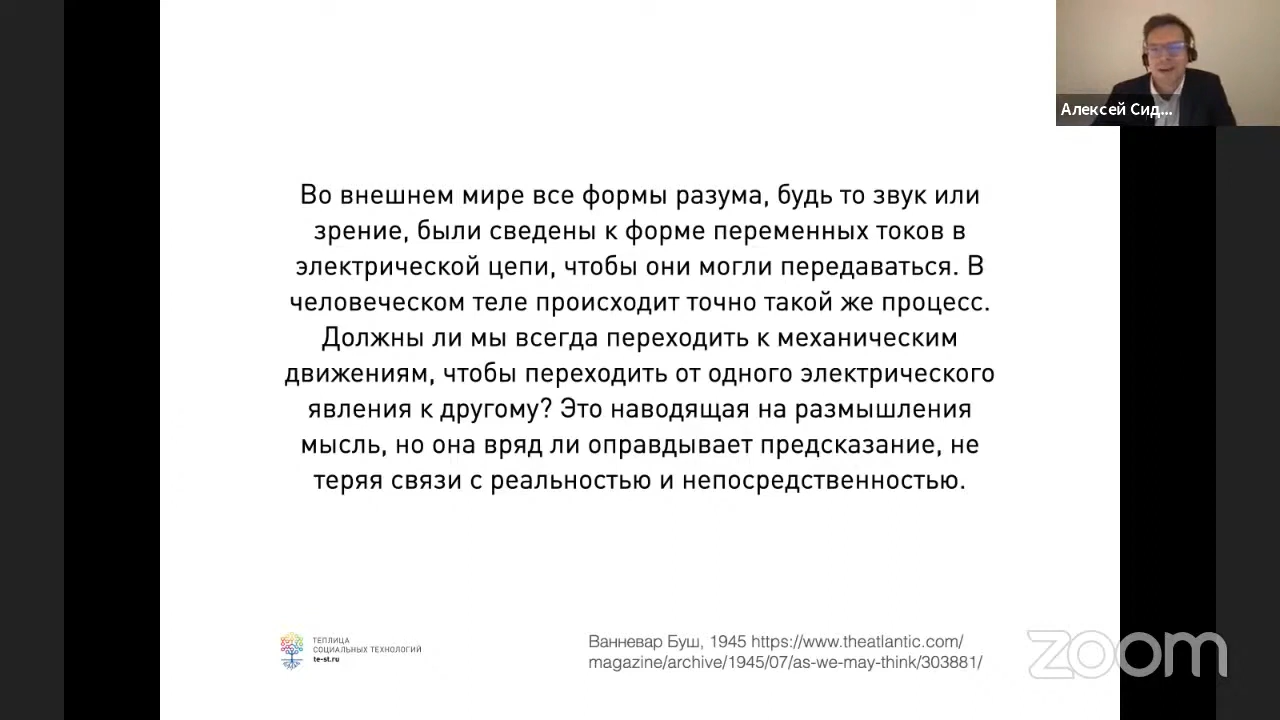 Алексей Сид...
Во внешнем мире все формы разума, будь то звук или
зрение, были сведены к форме переменных токов в
электрической цепи, чтобы они могли передаваться. В
человеческом теле происходит точно такой же процесс.
Должны ли мы всегда переходить к механическим
движениям, чтобы переходить от одного электрического
явления к другому? Это наводящая на размышления
мысль, но она вряд ли оправдывает предсказание, не
теряя связи с реальностью и непосредственностью.
ТЕПЛИЦА
СОЦИАЛЬНЫХ ТЕХНОЛОГИЙ
te-st.ru
Ванневар Буш, 1945 https://www.theatlantic.com/
magazine/archive/1945/07/as-we-may-think/303881/
zoom